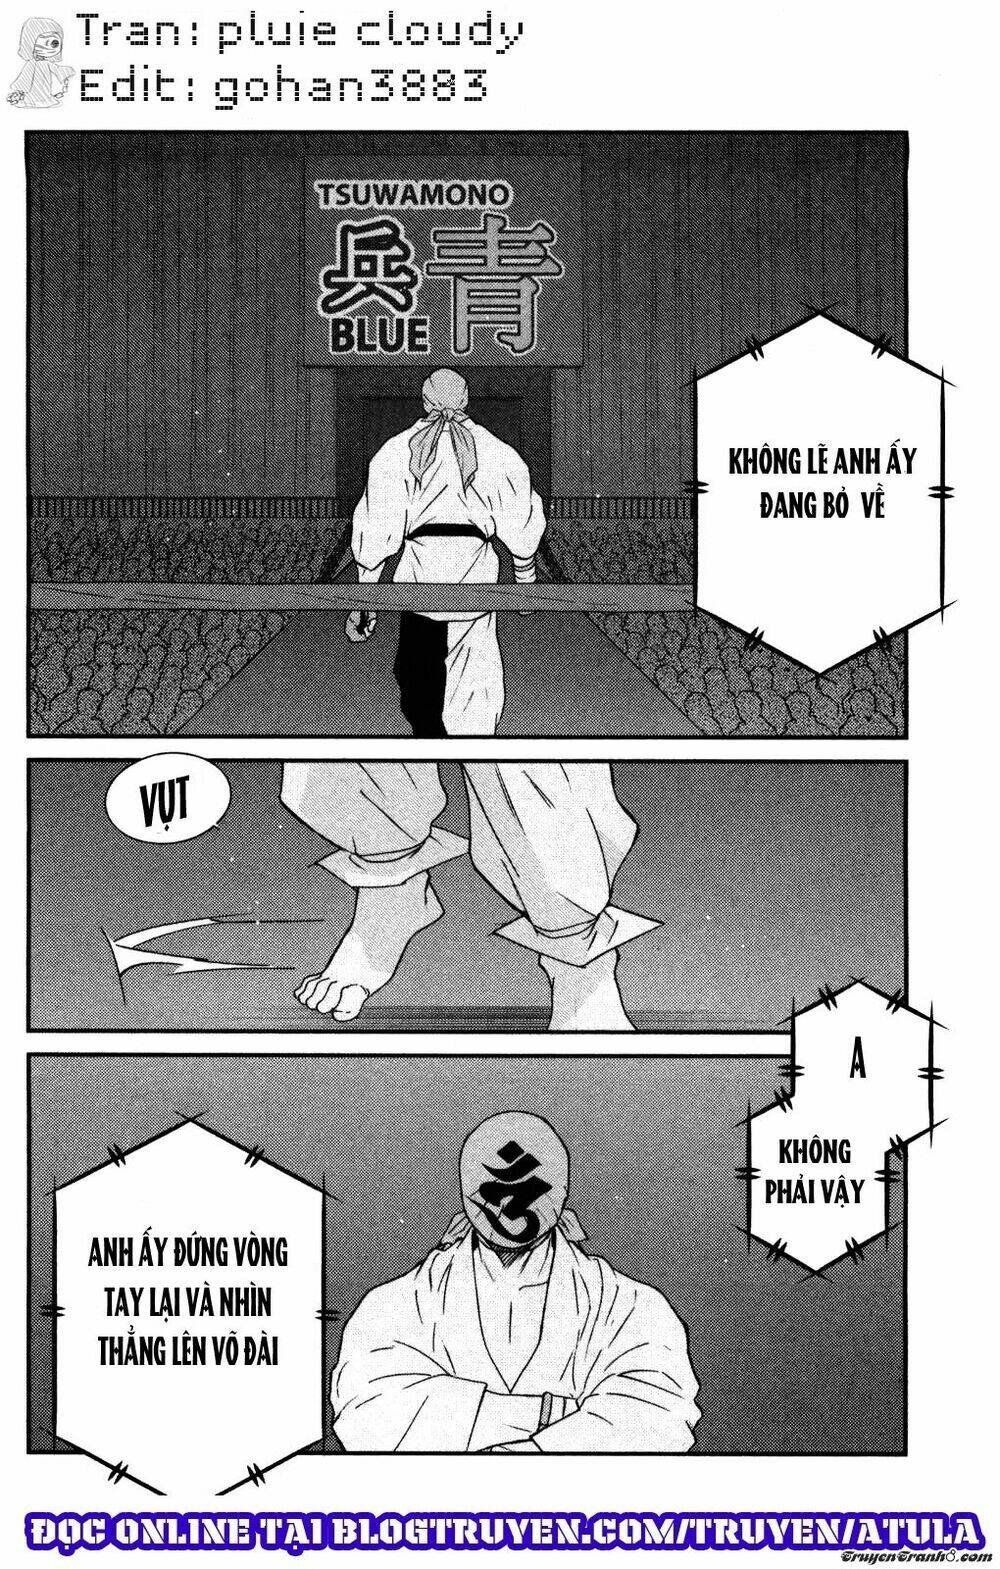 Tran: pluie cloudy
Edit: gohan3883
TSUWAMONO
兵 青
BLUE
KHÔNG LẼ ANH ẤY
ĐANG BỎ VỀ
VỤT
A
KHÔNG
PHẢI VẬY
ANH ẤY ĐỨNG VÒNG
TAY LẠI VÀ NHÌN
THẲNG LÊN VÕ ĐÀI
ĐỌC ONLINE TẠI BLOGTRUYEN.COM/TRUYEN/ATULA
TruyenTranh8.com